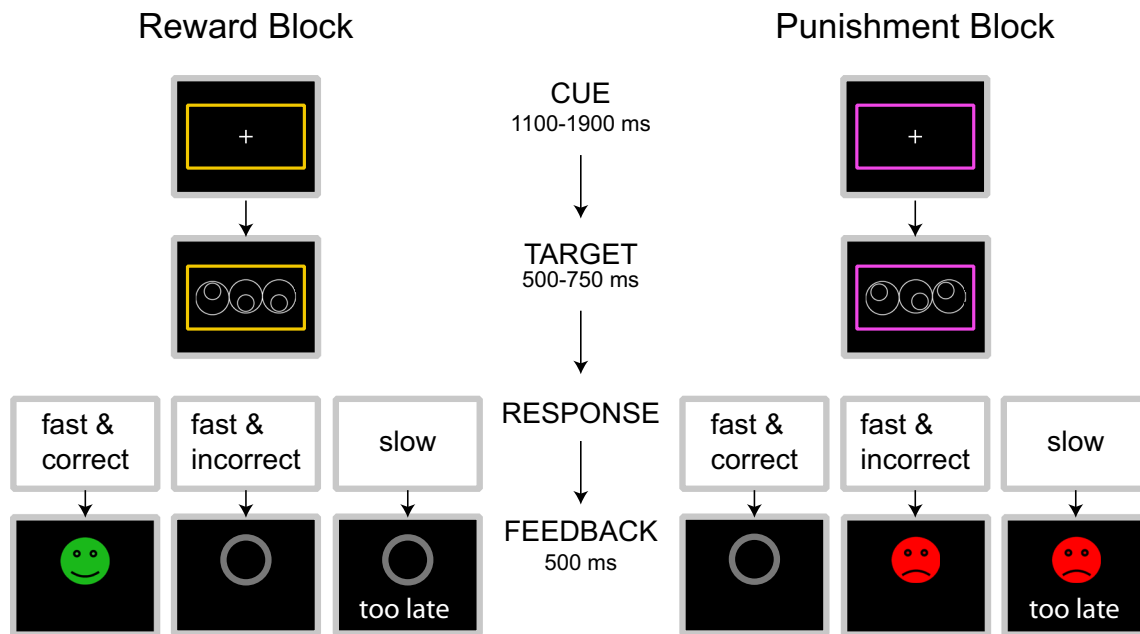 Reward Block
Punishment Block
CUE
1100-1900 ms
TARGET
500-750 ms
RESPONSE
fast &
correct
fast &
incorrect
slow
fast &
correct
fast &
incorrect
slow
FEEDBACK
500 ms
too late
too late